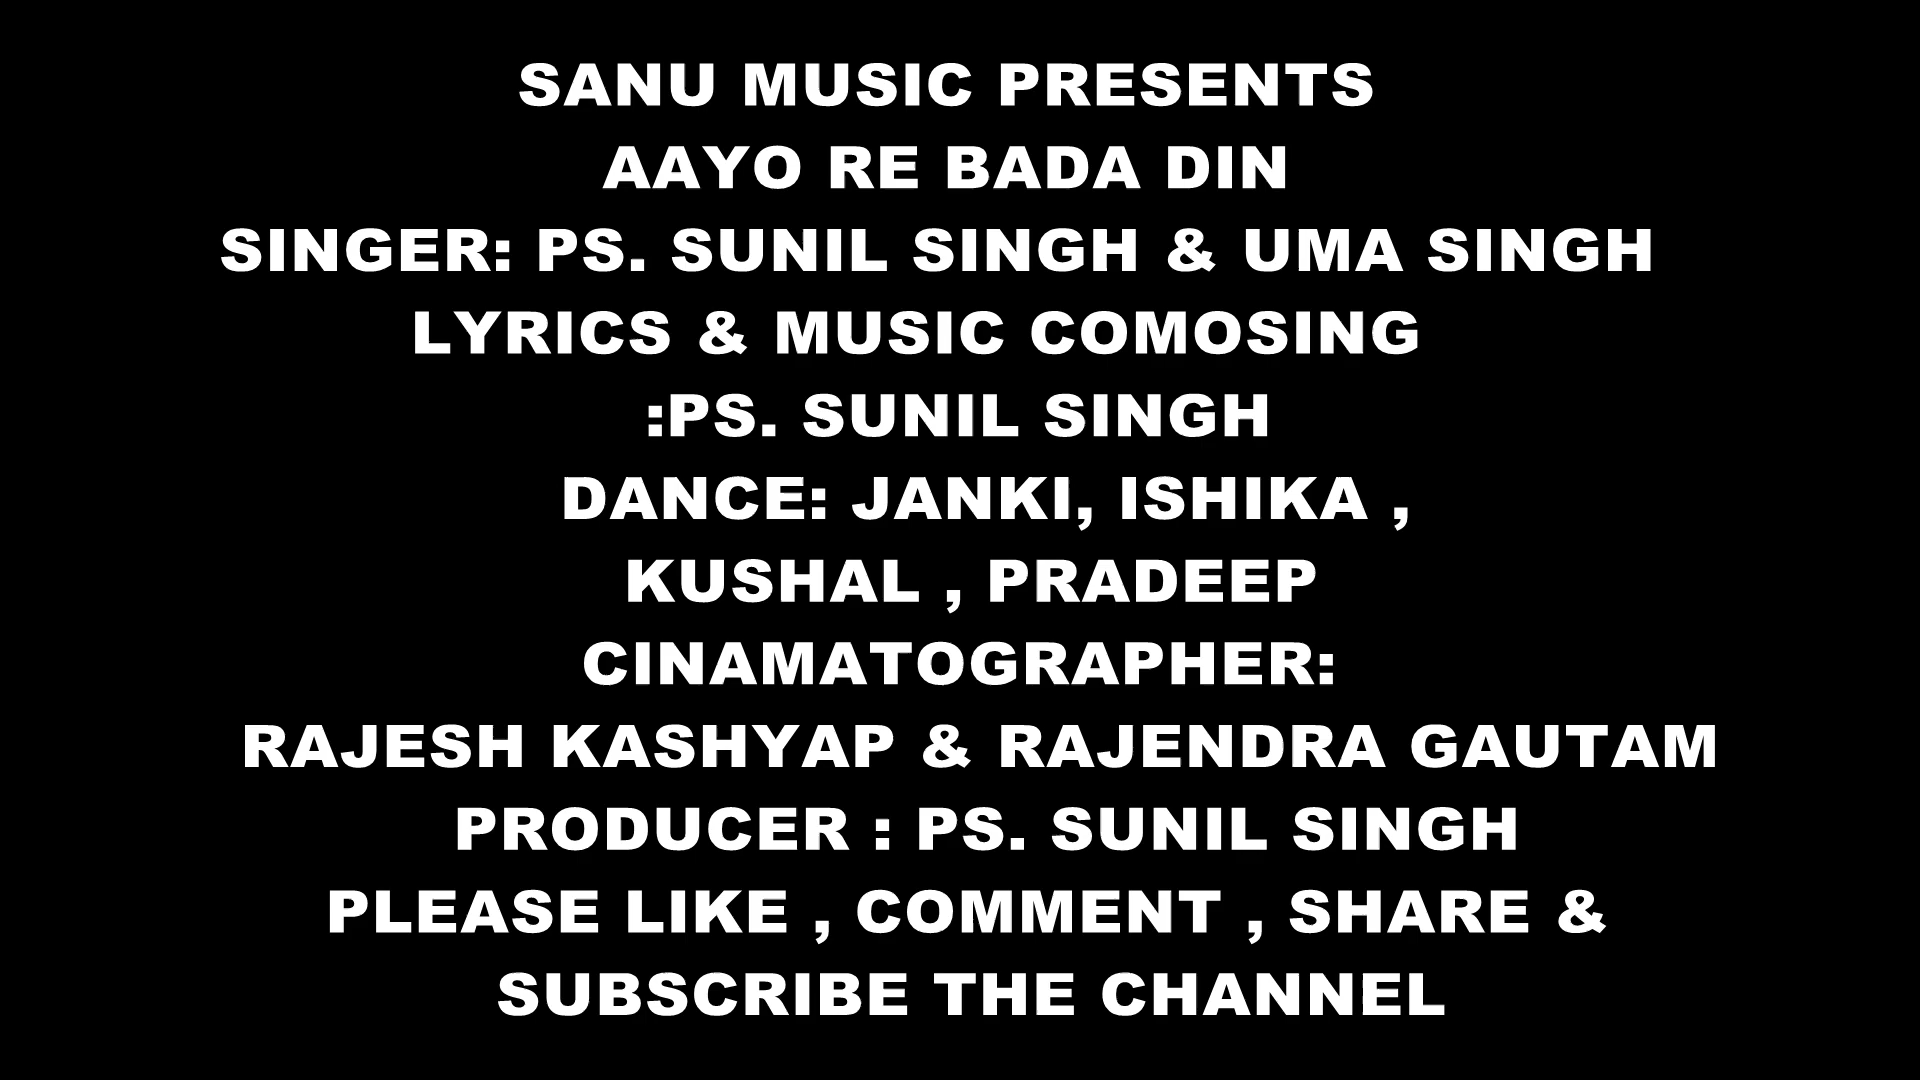 SANU MUSIC PRESENTS
AAYO RE BADA DIN
SINGER: PS. SUNIL SINGH & UMA SINGH
LYRICS & MUSIC COMOSING
:PS. SUNIL SINGH
DANCE: JANKI, ISHIKA ,
KUSHAL , PRADEEP
CINAMATOGRAPHER:
RAJESH KASHYAP & RAJENDRA GAUTAM
PRODUCER : PS. SUNIL SINGH
PLEASE LIKE , COMMENT , SHARE &
SUBSCRIBE THE CHANNEL